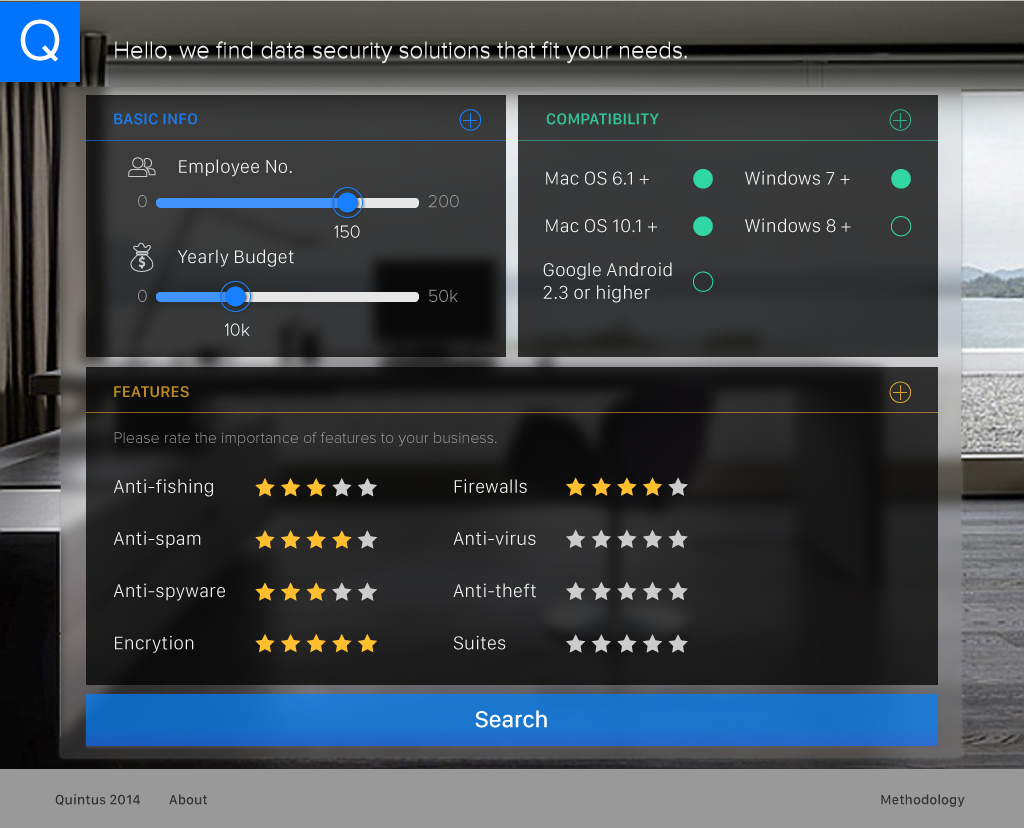 Q
Hello, we find data security solutions that fit your needs.
BASIC INFO
Employee No.
0
200
150
Yearly Budget
0
50k
10k
COMPATIBILITY
Mac OS 6.1 +
Windows 7 +
Mac OS 10.1 +
Windows 8 +
Google Android
2.3 or higher
FEATURES
Please rate the importance of features to your business.
Anti-fishing
Firewalls
Anti-spam
Anti-virus
Anti-spyware
Anti-theft
Encrytion
Suites
Search
Quintus 2014
About
Methodology